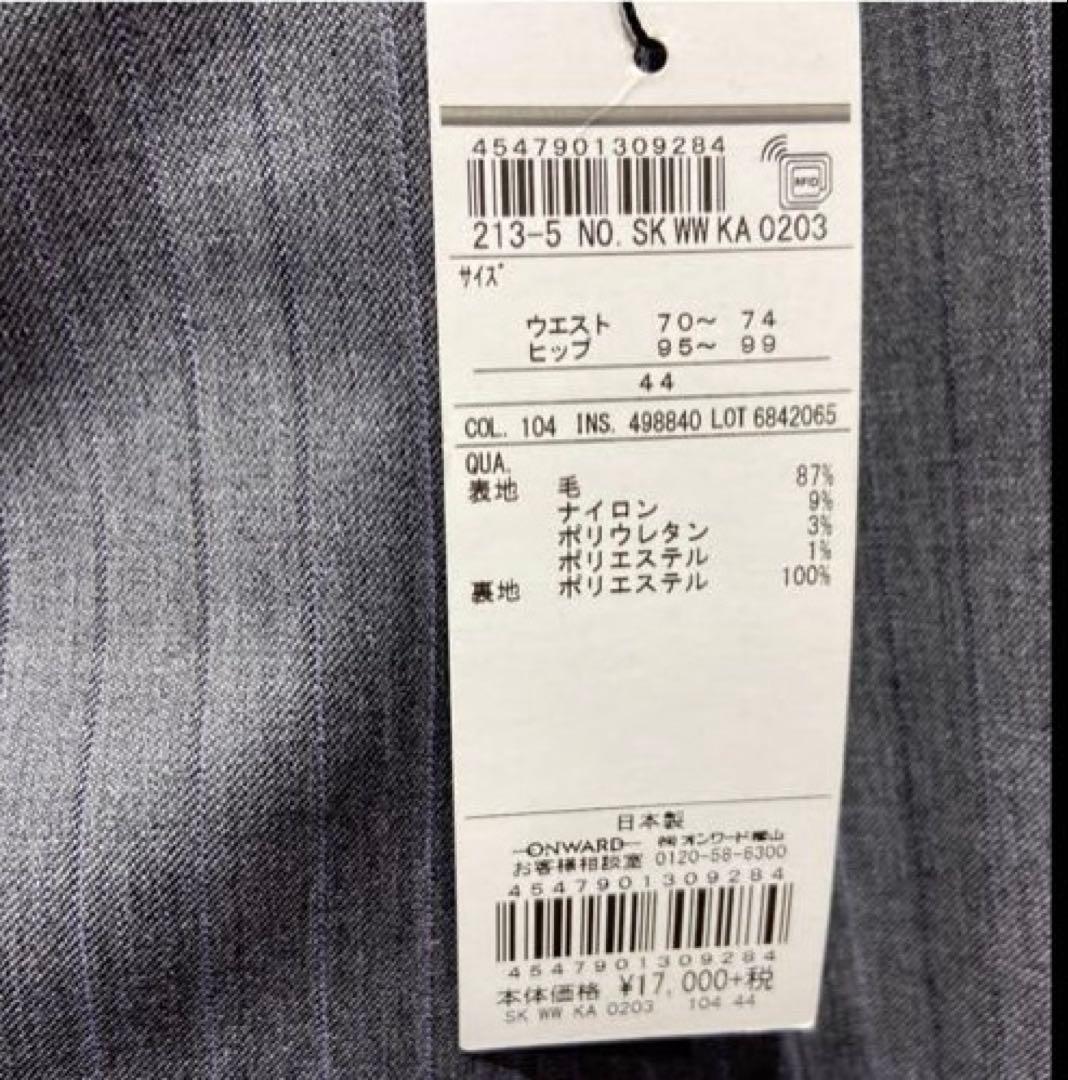 4547901309284
RFID
213-5 NO. SK WW KA 0203
サイズ
ウエスト 70～ 74
ヒップ 95～ 99
44
COL. 104 INS. 498840 LOT 6842065
QUA.
表地 毛 87%
ナイロン 9%
ポリウレタン 3%
ポリエステル 1%
裏地 ポリエステル 100%
日本製
ONWARD ㈱オンワード樫山
お客様相談室 0120-58-6300
4547901309284
4547901309284
本体価格 ¥17,000+税
SK WW KA 0203 104 44